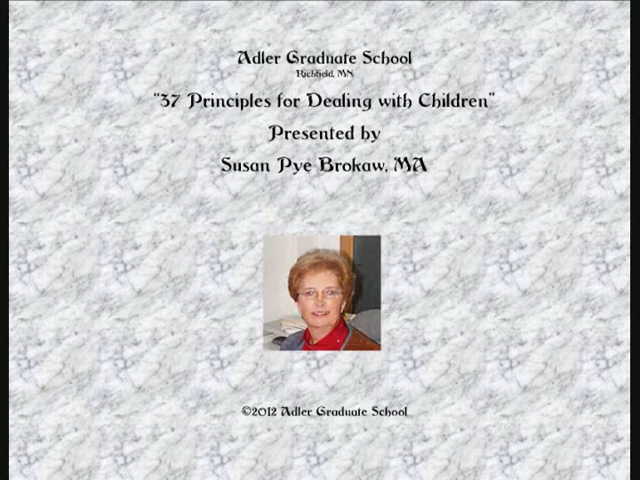 Adler Graduate School
Richfield, MN
"37 Principles for Dealing with Children"
Presented by
Susan Pye Brokaw, MA
©2012 Adler Graduate School